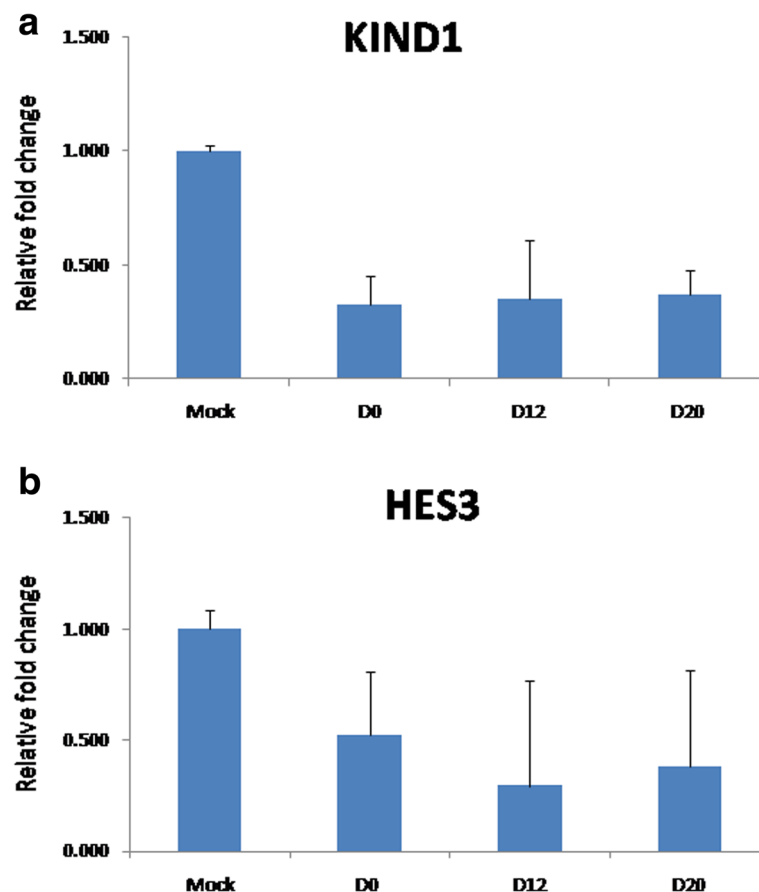 a
KIND1
Relative fold change
1.500
1.000
0.500
0.000
Mock D0 D12 D20
b
HES3
Relative fold change
1.500
1.000
0.500
0.000
Mock D0 D12 D20